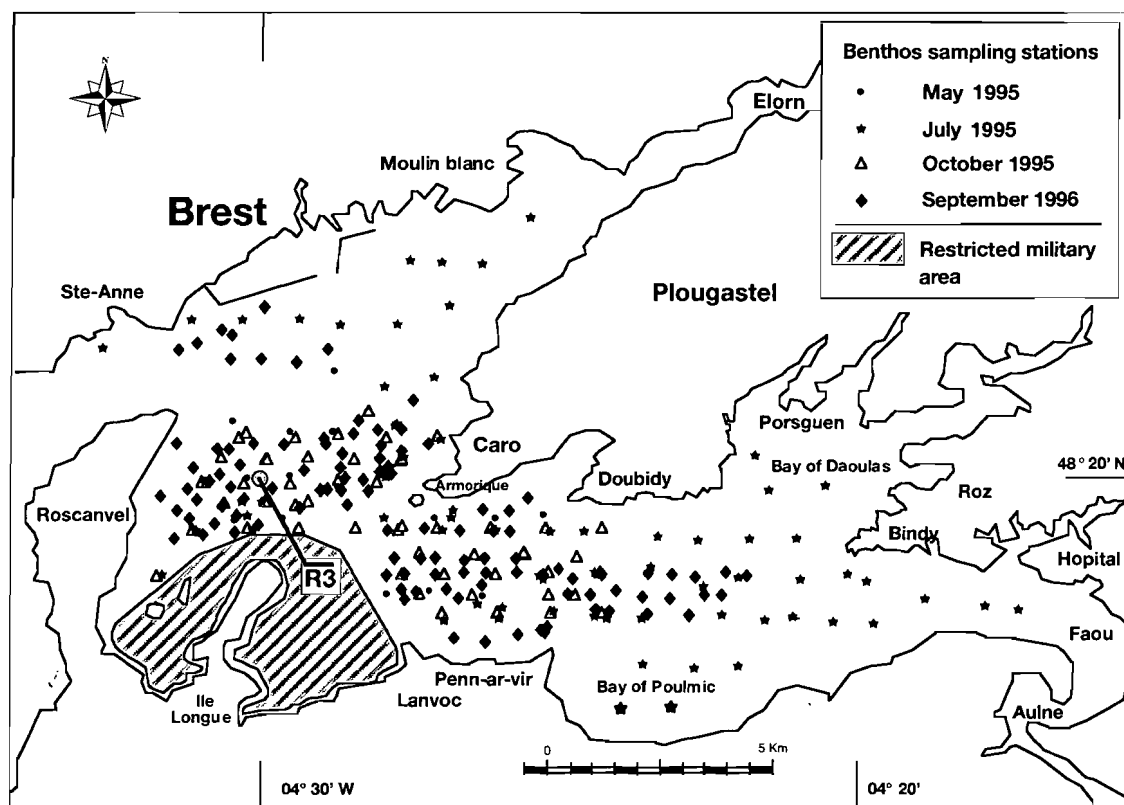 N
Benthos sampling stations
May 1995
July 1995
October 1995
September 1996
Restricted military
area
Elorn
Moulin blanc
Brest
Ste-Anne
Plougastel
Porsguen
Caro
Bay of Daoulas
48° 20' N
Doubidy
Armorique
Roscanvel
Roz
Bindy
Hopital
R3
Faou
Penn-ar-vir
Bay of Poulmic
Lanvoc
Ile
Longue
Aulne
0 5 Km
04° 30' W
04° 20'